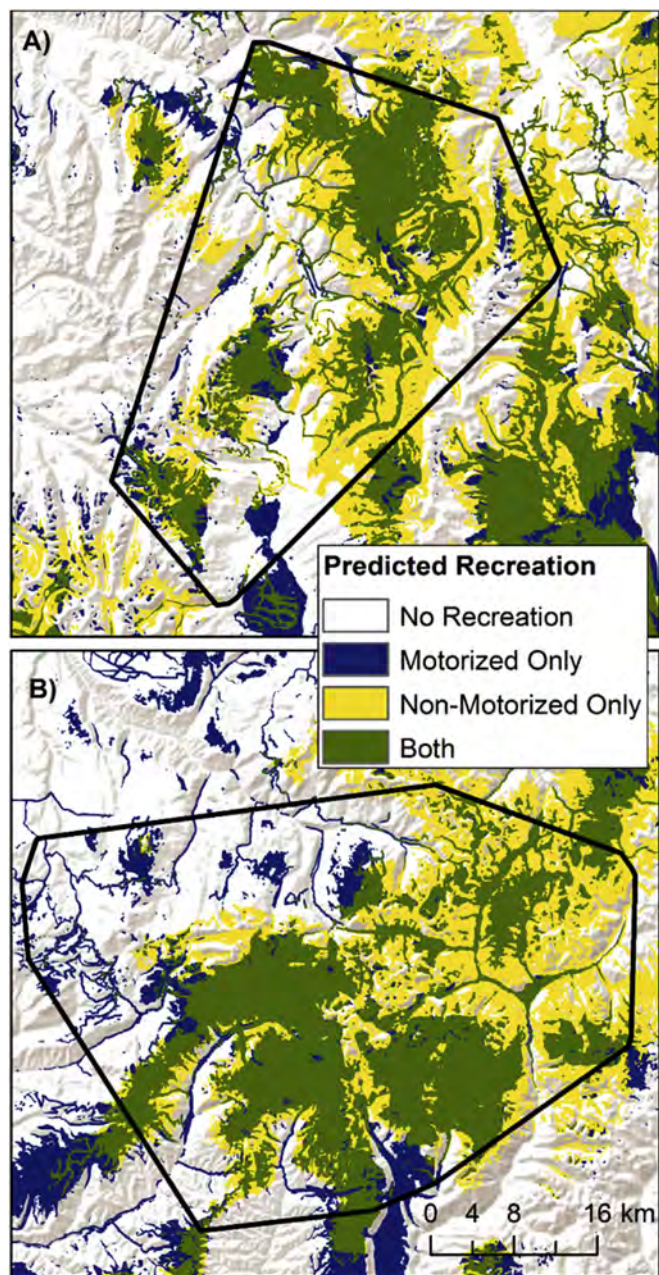 A)
Predicted Recreation
No Recreation
Motorized Only
Non-Motorized Only
Both
B)
0 4 8 16 km